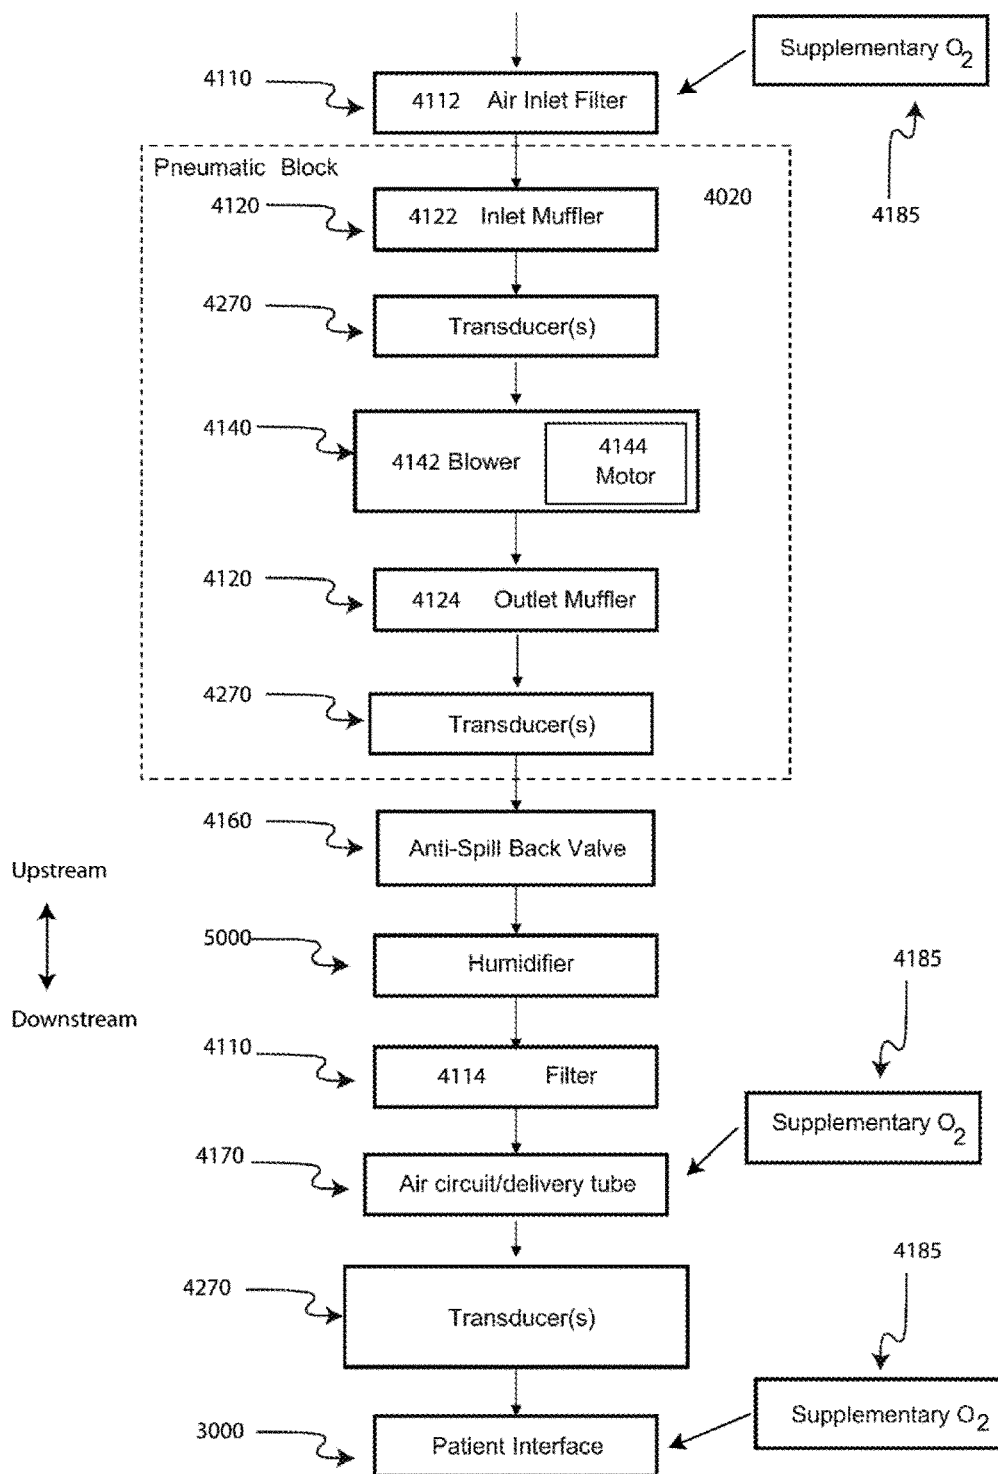 Supplementary O2
4110
4112 Air Inlet Filter
4185
Pneumatic Block
4020
4120
4122 Inlet Muffler
4270
Transducer(s)
4140
4142 Blower
4144
Motor
4120
4124 Outlet Muffler
4270
Transducer(s)
4160
Anti-Spill Back Valve
Upstream
Downstream
5000
Humidifier
4185
4110
4114 Filter
Supplementary O2
4170
Air circuit/delivery tube
4185
4270
Transducer(s)
Supplementary O2
3000
Patient Interface